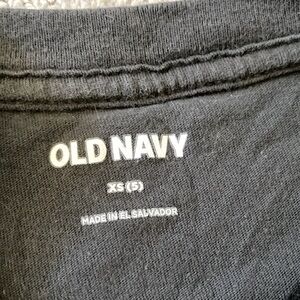 OLD NAVY
XS (5)
MADE IN EL SALVADOR